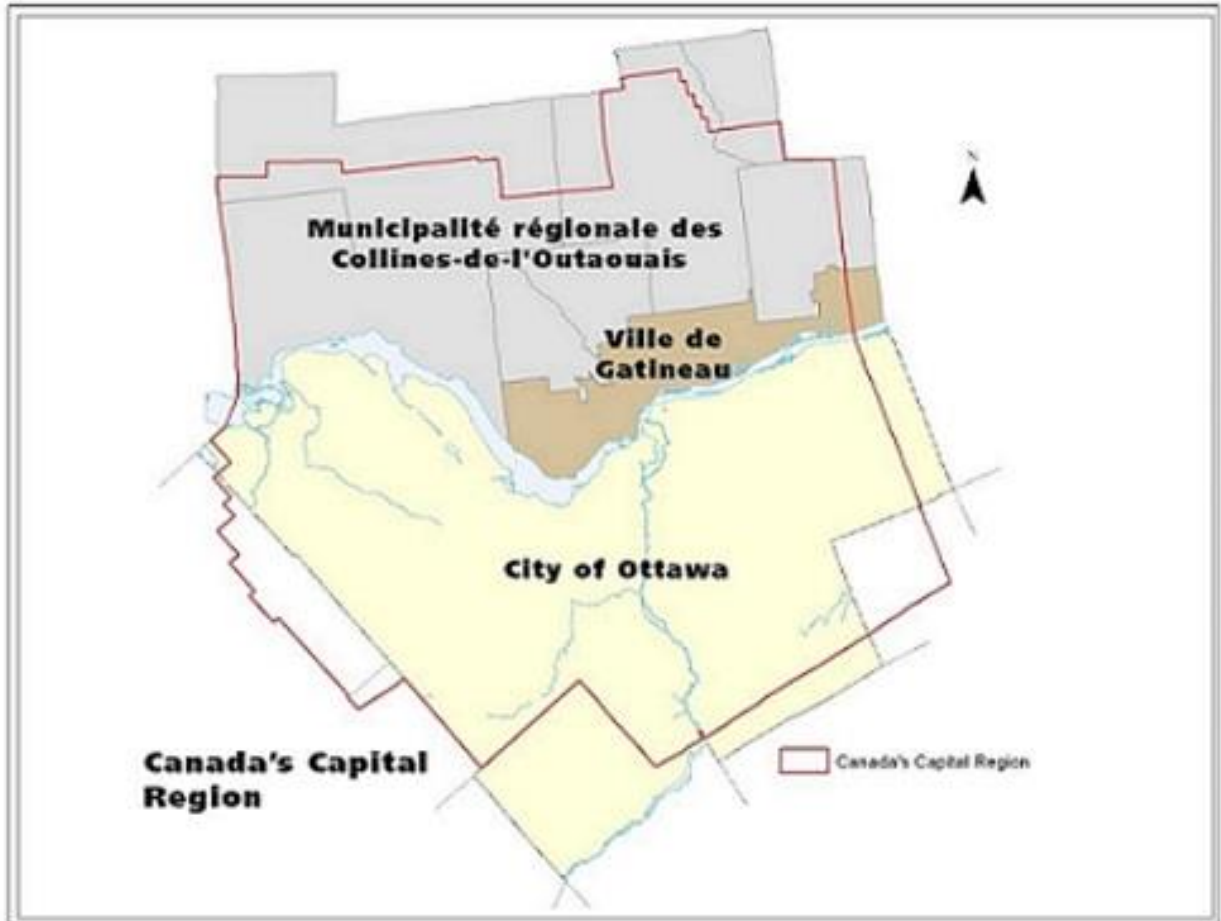 N
Municipalité régionale des
Collines-de-l'Outaouais
Ville de
Gatineau
City of Ottawa
Canada's Capital
Region
Canada's Capital Region